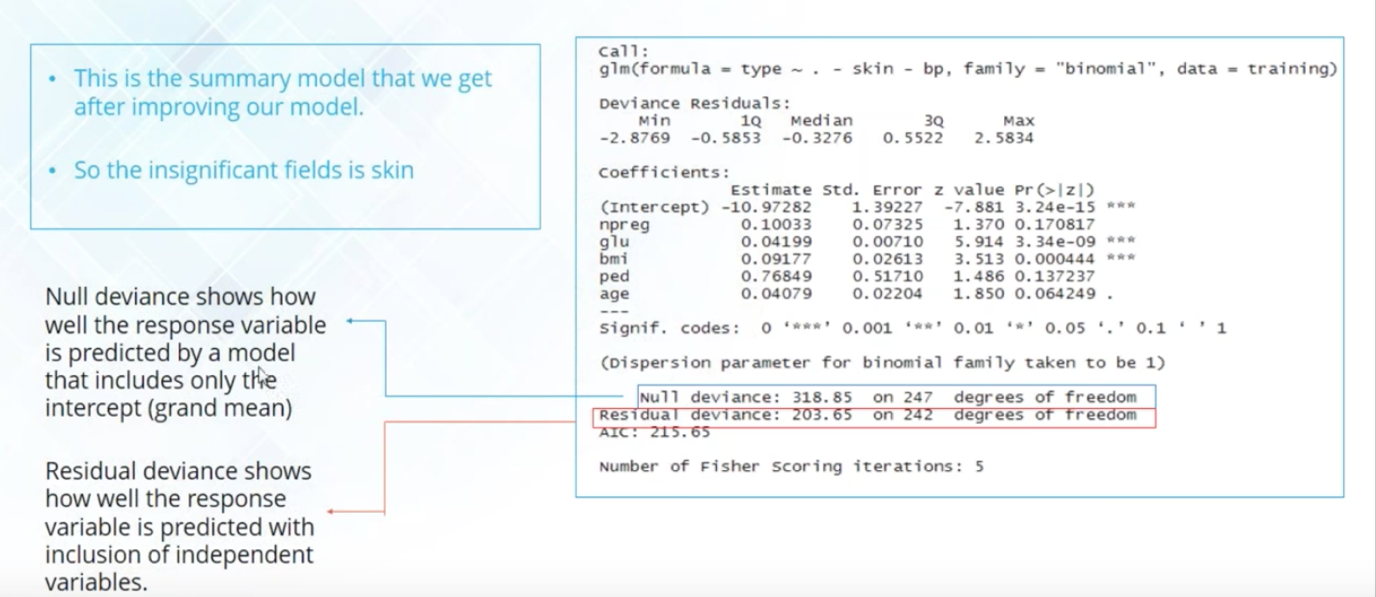 • This is the summary model that we get
after improving our model.
• So the insignificant fields is skin
Null deviance shows how
well the response variable
is predicted by a model
that includes only the
intercept (grand mean)
Residual deviance shows
how well the response
variable is predicted with
inclusion of independent
variables.
Call:
glm(formula = type ~ . - skin - bp, family = "binomial", data = training)
Deviance Residuals:
Min 1Q Median 3Q Max
-2.8769 -0.5853 -0.3276 0.5522 2.5834
Coefficients:
Estimate Std. Error z value Pr(>|z|)
(Intercept) -10.97282 1.39227 -7.881 3.24e-15 ***
npreg 0.10033 0.07325 1.370 0.170817
glu 0.04199 0.00710 5.914 3.34e-09 ***
bmi 0.09177 0.02613 3.513 0.000444 ***
ped 0.76849 0.51710 1.486 0.137237
age 0.04079 0.02204 1.850 0.064249 .
---
Signif. codes: 0 ‘***’ 0.001 ‘**’ 0.01 ‘*’ 0.05 ‘.’ 0.1 ‘ ’ 1
(Dispersion parameter for binomial family taken to be 1)
Null deviance: 318.85 on 247 degrees of freedom
Residual deviance: 203.65 on 242 degrees of freedom
AIC: 215.65
Number of Fisher Scoring iterations: 5